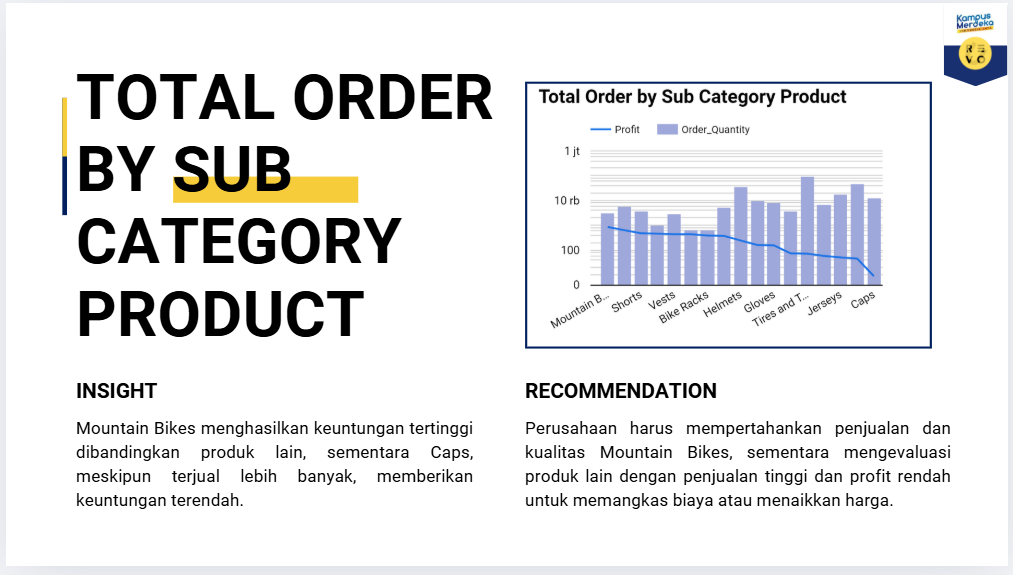 Kampus
Merdeka
TOTAL ORDER
BY SUB
CATEGORY
PRODUCT
Total Order by Sub Category Product
Profit
Order_Quantity
1 jt
10 rb
100
0
Mountain B...
Shorts
Vests
Bike Racks
Helmets
Gloves
Tires and T...
Jerseys
Caps
INSIGHT
Mountain Bikes menghasilkan keuntungan tertinggi
dibandingkan produk lain, sementara Caps,
meskipun terjual lebih banyak, memberikan
keuntungan terendah.
RECOMMENDATION
Perusahaan harus mempertahankan penjualan dan
kualitas Mountain Bikes, sementara mengevaluasi
produk lain dengan penjualan tinggi dan profit rendah
untuk memangkas biaya atau menaikkan harga.